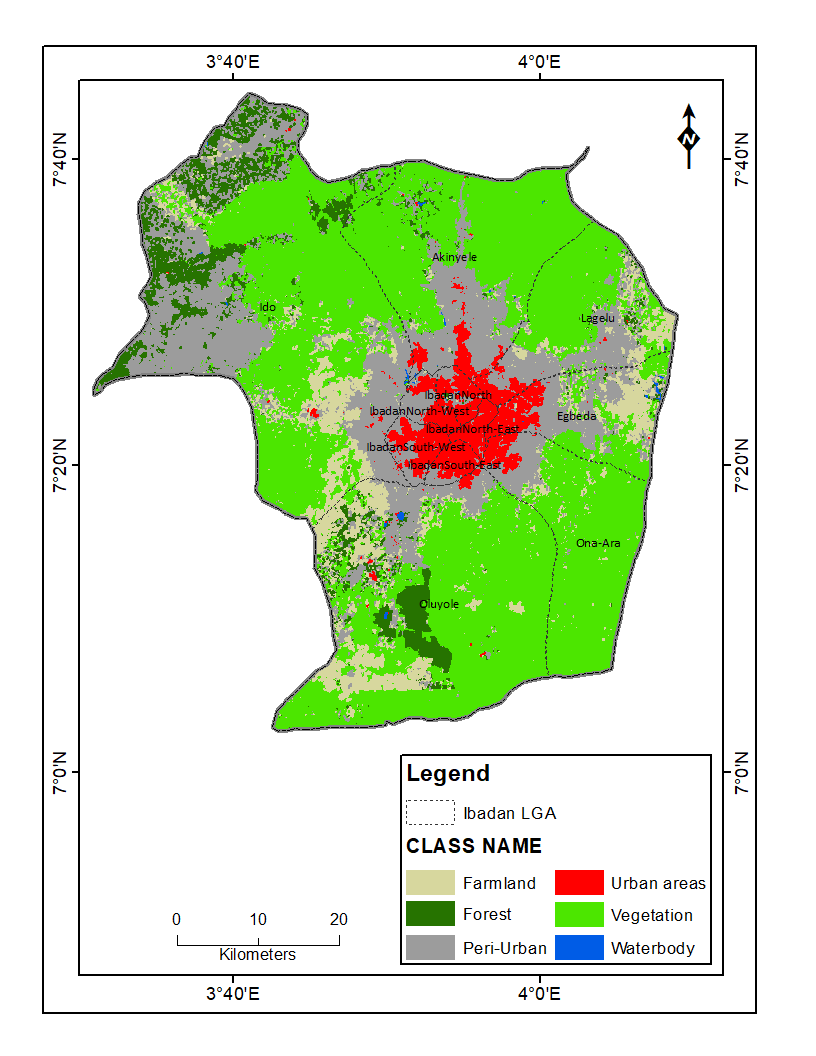 3°40'E 4°0'E
7°40'N 7°40'N
N
Akinyele
Ido
Lagelu
IbadanNorth
IbadanNorth-West
Egbeda
IbadanNorth-East
IbadanSouth-West
IbadanSouth-East
7°20'N 7°20'N
Ona-Ara
Oluyole
7°0'N 7°0'N
Legend
Ibadan LGA
CLASS NAME
Farmland Urban areas
Forest Vegetation
Peri-Urban Waterbody
0 10 20
Kilometers
3°40'E 4°0'E